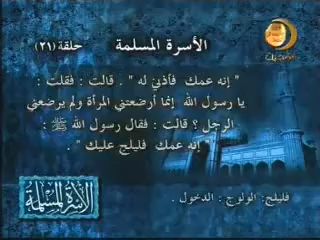 الأسرة المسلمة حلقة (٢١)
" إنه عمك فأذني له " . قالت : فقلت :
يا رسول الله إنما أرضعتني المرأة ولم يرضعني
الرجل ؟ قالت : فقال رسول الله ﷺ :
" إنه عمك فليلج عليك " .
فليلج: الولوج : الدخول .
الأسرة المسلمة